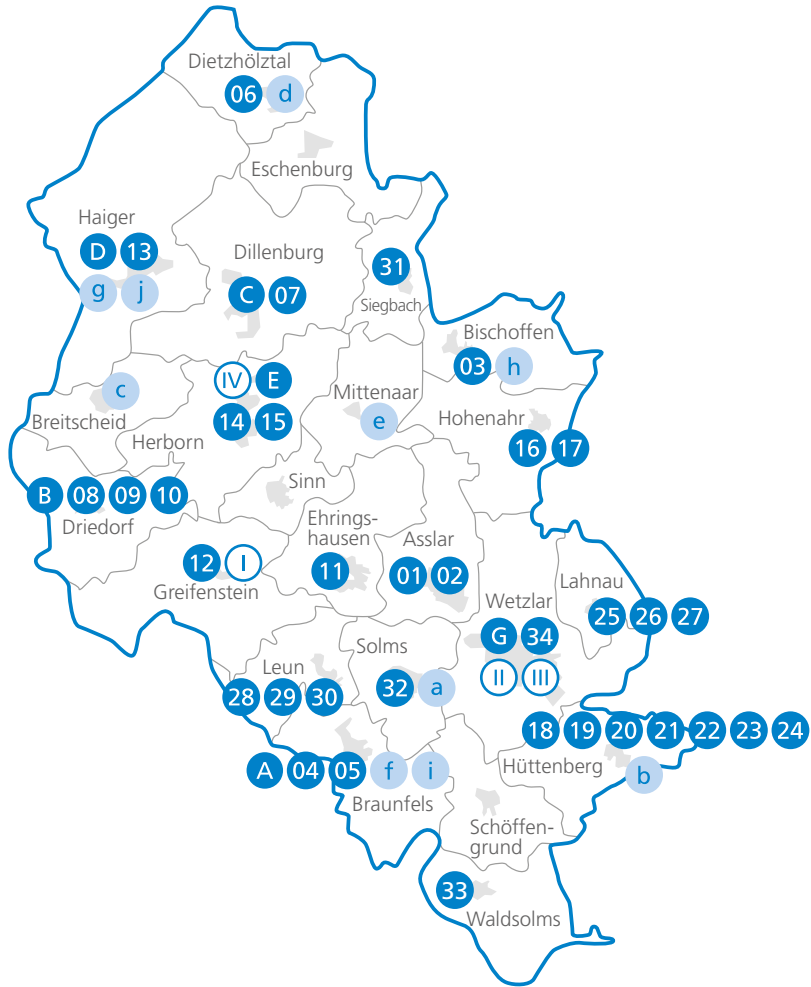 Dietzhölztal
06 d
Eschenburg
Haiger
D 13
g j
Dillenburg
C 07
31
Siegbach
Bischoffen
03 h
c
Breitscheid
IV E
14 15
Herborn
Mittenaar
e
Hohenahr
16 17
B 08 09 10
Driedorf
Sinn
Ehrings-
hausen
11
Asslar
01 02
12 I
Greifenstein
Lahnau
25 26 27
Wetzlar
G 34
II III
Leun
28 29 30
Solms
32 a
18 19 20 21 22 23 24
Hüttenberg
b
A 04 05 f i
Braunfels
Schöffen-
grund
33
Waldsolms